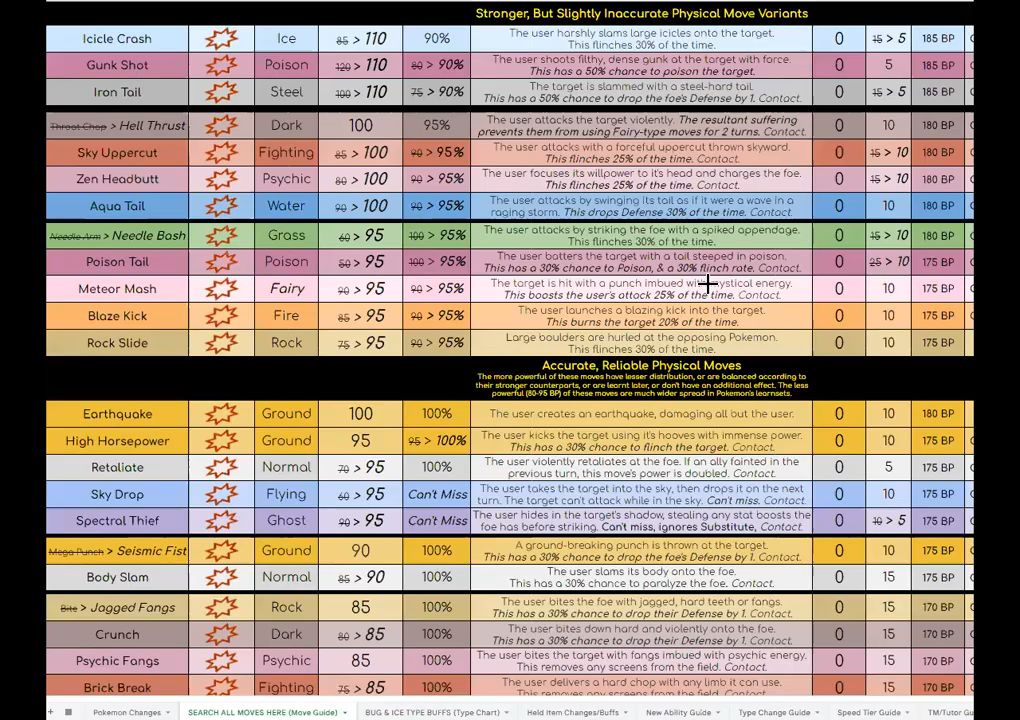 Stronger, But Slightly Inaccurate Physical Move Variants
Icicle Crash Ice 85 > 110 90% The user harshly slams large icicles onto the target. This flinches 30% of the time. 0 15 > 5 185 BP
Gunk Shot Poison 120 > 110 80 > 90% The user shoots filthy, dense gunk at the target with force. This has a 50% chance to poison the target. 0 5 185 BP
Iron Tail Steel 100 > 110 75 > 90% The target is slammed with a steel-hard tail. This has a 50% chance to drop the foe's Defense by 1. Contact. 0 15 > 5 185 BP
Throat Chop > Hell Thrust Dark 100 95% The user attacks the target violently. The resultant suffering prevents them from using Fairy-type moves for 2 turns. Contact. 0 10 180 BP
Sky Uppercut Fighting 85 > 100 90 > 95% The user attacks with a forceful uppercut thrown skyward. This flinches 25% of the time. Contact. 0 15 > 10 180 BP
Zen Headbutt Psychic 80 > 100 90 > 95% The user focuses its willpower to it's head and charges the foe. This flinches 25% of the time. Contact. 0 15 > 10 180 BP
Aqua Tail Water 90 > 100 90 > 95% The user attacks by swinging its tail as if it were a wave in a raging storm. This drops Defense 30% of the time. 0 10 180 BP
Needle Arm > Needle Bash Grass 60 > 95 100 > 95% The user attacks by striking the foe with a spiked appendage. This flinches 30% of the time. 0 15 > 10 180 BP
Poison Tail Poison 50 > 95 100 > 95% The user batters the target with a tail steeped in poison. This has a 30% chance to Poison, & a 30% flinch rate. Contact. 0 25 > 10 175 BP
Meteor Mash Fairy 90 > 95 90 > 95% The target is hit with a punch imbued with mystical energy. This boosts the user's attack 25% of the time. Contact. 0 10 175 BP
Blaze Kick Fire 85 > 95 90 > 95% The user launches a blazing kick into the target. This burns the target 20% of the time. 0 10 175 BP
Rock Slide Rock 75 > 95 90 > 95% Large boulders are hurled at the opposing Pokemon. This flinches 30% of the time. 0 10 175 BP
Accurate, Reliable Physical Moves
The more powerful of these moves have lesser distribution, or are balanced according to
their stronger counterparts, or are learnt later, or don't have an additional effect. The less
powerful (80-95 BP) of these moves are much wider spread in Pokemon's learnsets.
Earthquake Ground 100 100% The user creates an earthquake, damaging all but the user. 0 10 180 BP
High Horsepower Ground 95 95 > 100% The user kicks the target using it's hooves with immense power. This has a 30% chance to flinch the target. Contact. 0 10 175 BP
Retaliate Normal 70 > 95 100% The user violently retaliates at the foe. If an ally fainted in the previous turn, this move's power is doubled. Contact. 0 5 175 BP
Sky Drop Flying 60 > 95 Can't Miss The user takes the target into the sky, then drops it on the next turn. The target can't attack while in the sky. Can't miss. Contact. 0 10 175 BP
Spectral Thief Ghost 90 > 95 Can't Miss The user hides in the target's shadow, stealing any stat boosts the foe has before striking. Can't miss, ignores Substitute, Contact. 0 10 > 5 175 BP
Mega Punch > Seismic Fist Ground 90 100% A ground-breaking punch is thrown at the target. This has a 30% chance to drop the foe's Defense by 1. Contact. 0 10 175 BP
Body Slam Normal 85 > 90 100% The user slams its body onto the foe. This has a 30% chance to paralyze the foe. Contact. 0 15 175 BP
Bite > Jagged Fangs Rock 85 100% The user bites the foe with jagged, hard teeth or fangs. This has a 30% chance to drop their Defense by 1. Contact. 0 15 170 BP
Crunch Dark 80 > 85 100% The user bites down hard and violently onto the foe. This has a 30% chance to drop their Defense by 1. Contact. 0 15 170 BP
Psychic Fangs Psychic 85 100% The user bites the target with fangs imbued with psychic energy. This removes any screens from the field. Contact. 0 15 170 BP
Brick Break Fighting 75 > 85 100% The user delivers a hard chop with any limb it can use. This removes any screens from the field. Contact. 0 15 170 BP
+ Pokemon Changes SEARCH ALL MOVES HERE (Move Guide) BUG & ICE TYPE BUFFS (Type Chart) Held Item Changes/Buffs New Ability Guide Type Change Guide Speed Tier Guide TM/Tutor Gu